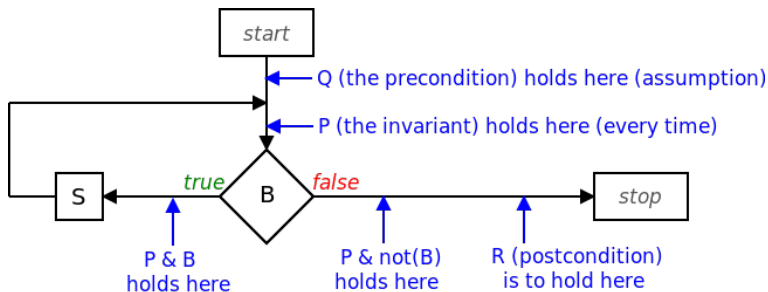 start
Q (the precondition) holds here (assumption)
P (the invariant) holds here (every time)
true
false
S
B
stop
P & B
holds here
P & not(B)
holds here
R (postcondition)
is to hold here